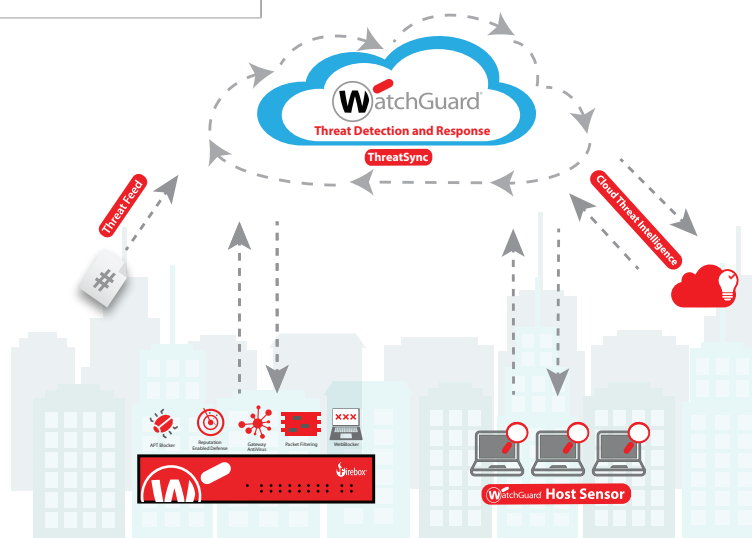 WatchGuard
Threat Detection and Response
ThreatSync
Threat Feed
#
Cloud Threat Intelligence
APT Blocker
Reputation
Enabled Defense
Gateway
AntiVirus
Packet Filtering
WebBlocker
xxx
W
Firebox
WatchGuard Host Sensor